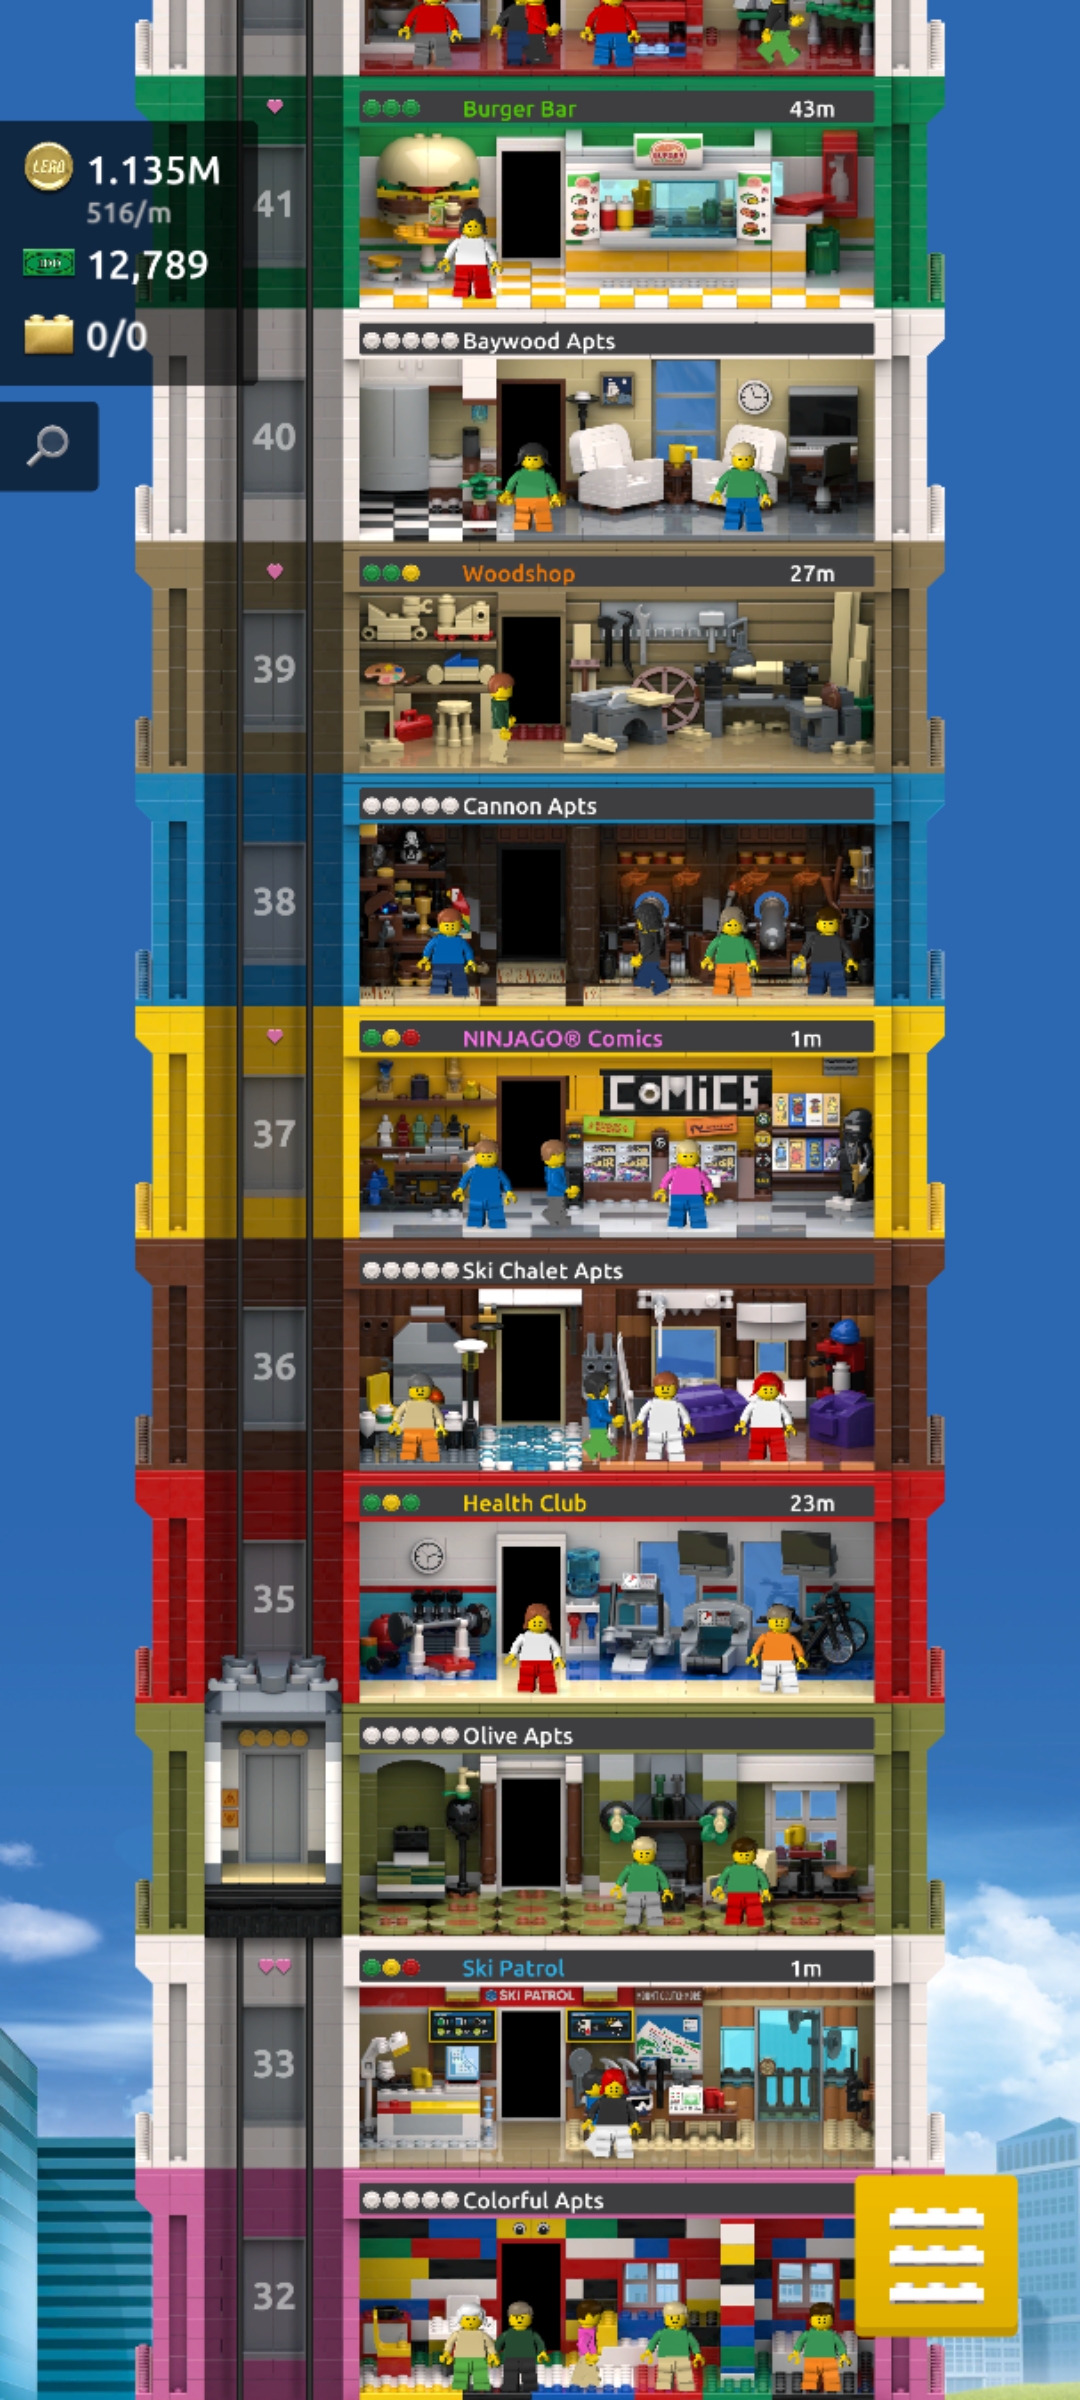 Burger Bar 43m
LEGO 1.135M
516/m
41
12,789
0/0
Baywood Apts
40
Woodshop 27m
39
Cannon Apts
38
NINJAGO® Comics 1m
COMiCS
37
Ski Chalet Apts
36
Health Club 23m
35
Olive Apts
Ski Patrol 1m
SKI PATROL
33
Colorful Apts
32